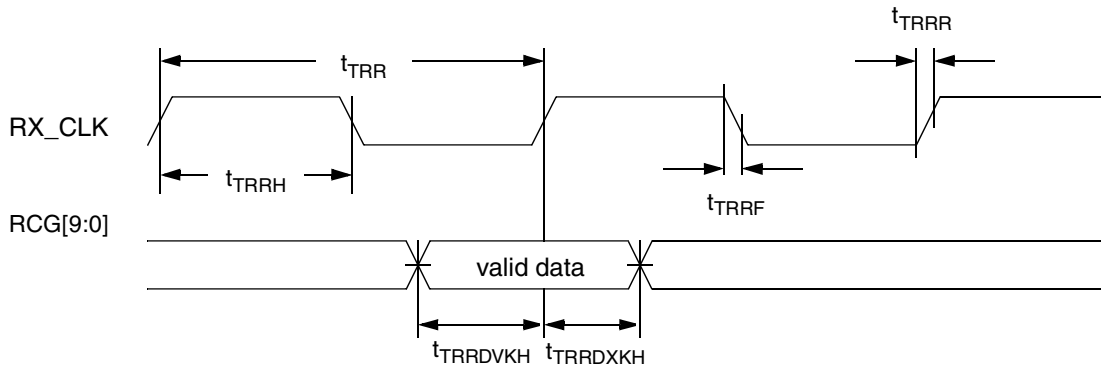 tTRRR
tTRR
RX_CLK
tTRRH
tTRRF
RCG[9:0]
valid data
tTRRDVKH
tTRRDXKH